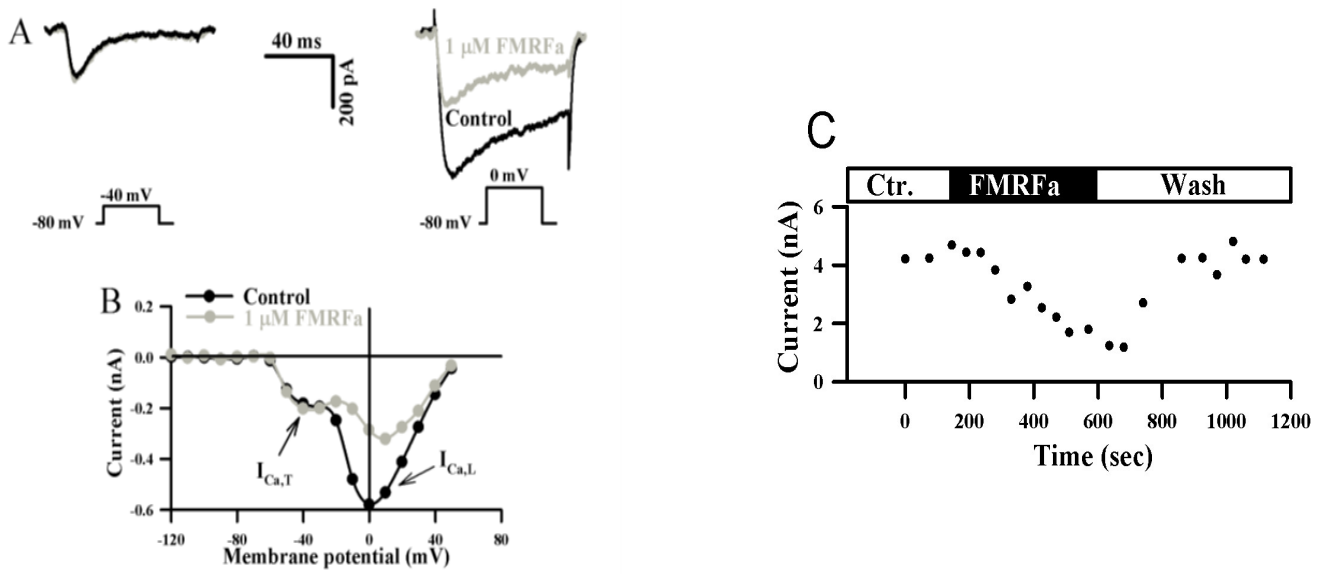 A
40 ms
200 pA
1 μM FMRFa
Control
-40 mV
-80 mV
0 mV
-80 mV
B
Control
1 μM FMRFa
0.2
0.0
-0.2
-0.4
-0.6
Current (nA)
I Ca,T
I Ca,L
-120 -80 -40 0 40 80
Membrane potential (mV)
C
Ctr. FMRFa Wash
6
4
2
0
Current (nA)
0 200 400 600 800 1000 1200
Time (sec)